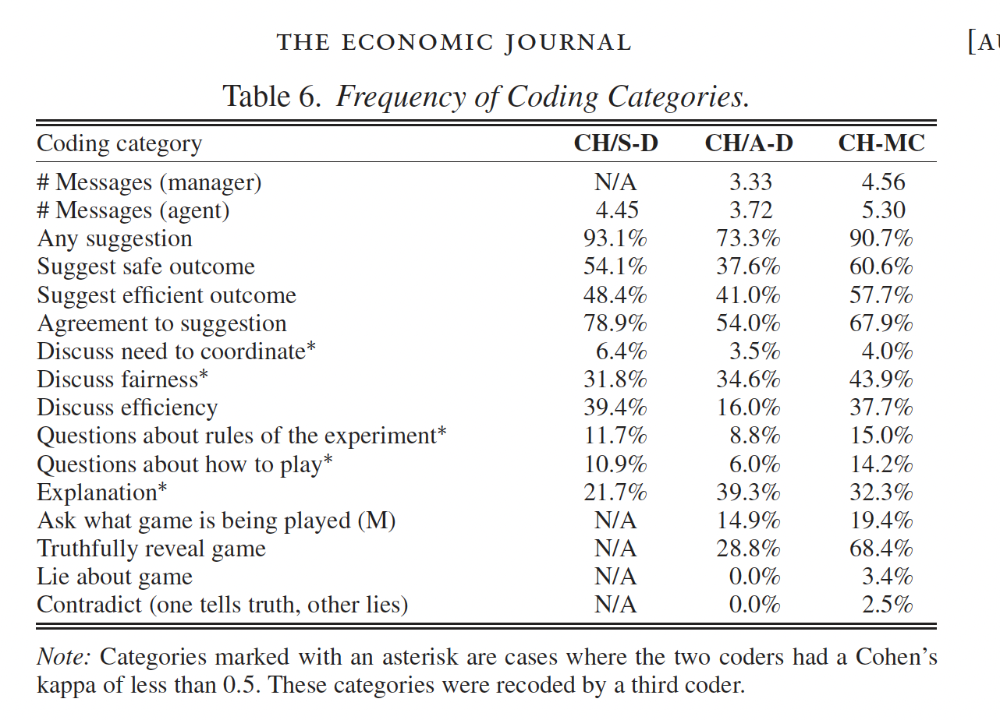 THE ECONOMIC JOURNAL [AU
Table 6. Frequency of Coding Categories.
Coding category CH/S-D CH/A-D CH-MC
# Messages (manager) N/A 3.33 4.56
# Messages (agent) 4.45 3.72 5.30
Any suggestion 93.1% 73.3% 90.7%
Suggest safe outcome 54.1% 37.6% 60.6%
Suggest efficient outcome 48.4% 41.0% 57.7%
Agreement to suggestion 78.9% 54.0% 67.9%
Discuss need to coordinate* 6.4% 3.5% 4.0%
Discuss fairness* 31.8% 34.6% 43.9%
Discuss efficiency 39.4% 16.0% 37.7%
Questions about rules of the experiment* 11.7% 8.8% 15.0%
Questions about how to play* 10.9% 6.0% 14.2%
Explanation* 21.7% 39.3% 32.3%
Ask what game is being played (M) N/A 14.9% 19.4%
Truthfully reveal game N/A 28.8% 68.4%
Lie about game N/A 0.0% 3.4%
Contradict (one tells truth, other lies) N/A 0.0% 2.5%
Note: Categories marked with an asterisk are cases where the two coders had a Cohen's
kappa of less than 0.5. These categories were recoded by a third coder.